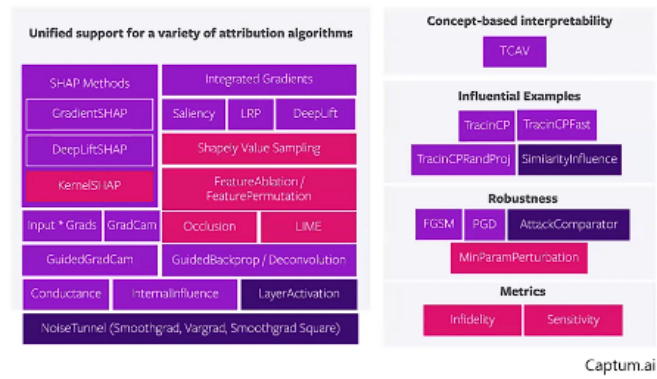 Unified support for a variety of attribution algorithms
SHAP Methods
GradientSHAP
DeepLiftSHAP
KernelSHAP
Integrated Gradients
Saliency
LRP
DeepLift
Shapely Value Sampling
FeatureAblation /
FeaturePermutation
Input * Grads
GradCam
Occlusion
LIME
GuidedGradCam
GuidedBackprop / Deconvolution
Conductance
InternalInfluence
LayerActivation
NoiseTunnel (Smoothgrad, Vargrad, Smoothgrad Square)
Concept-based interpretability
TCAV
Influential Examples
TracinCP
TracinCPFast
TracinCPRandProj
SimilarityInfluence
Robustness
FGSM
PGD
AttackComparator
MinParamPerturbation
Metrics
Infidelity
Sensitivity
Captum.ai